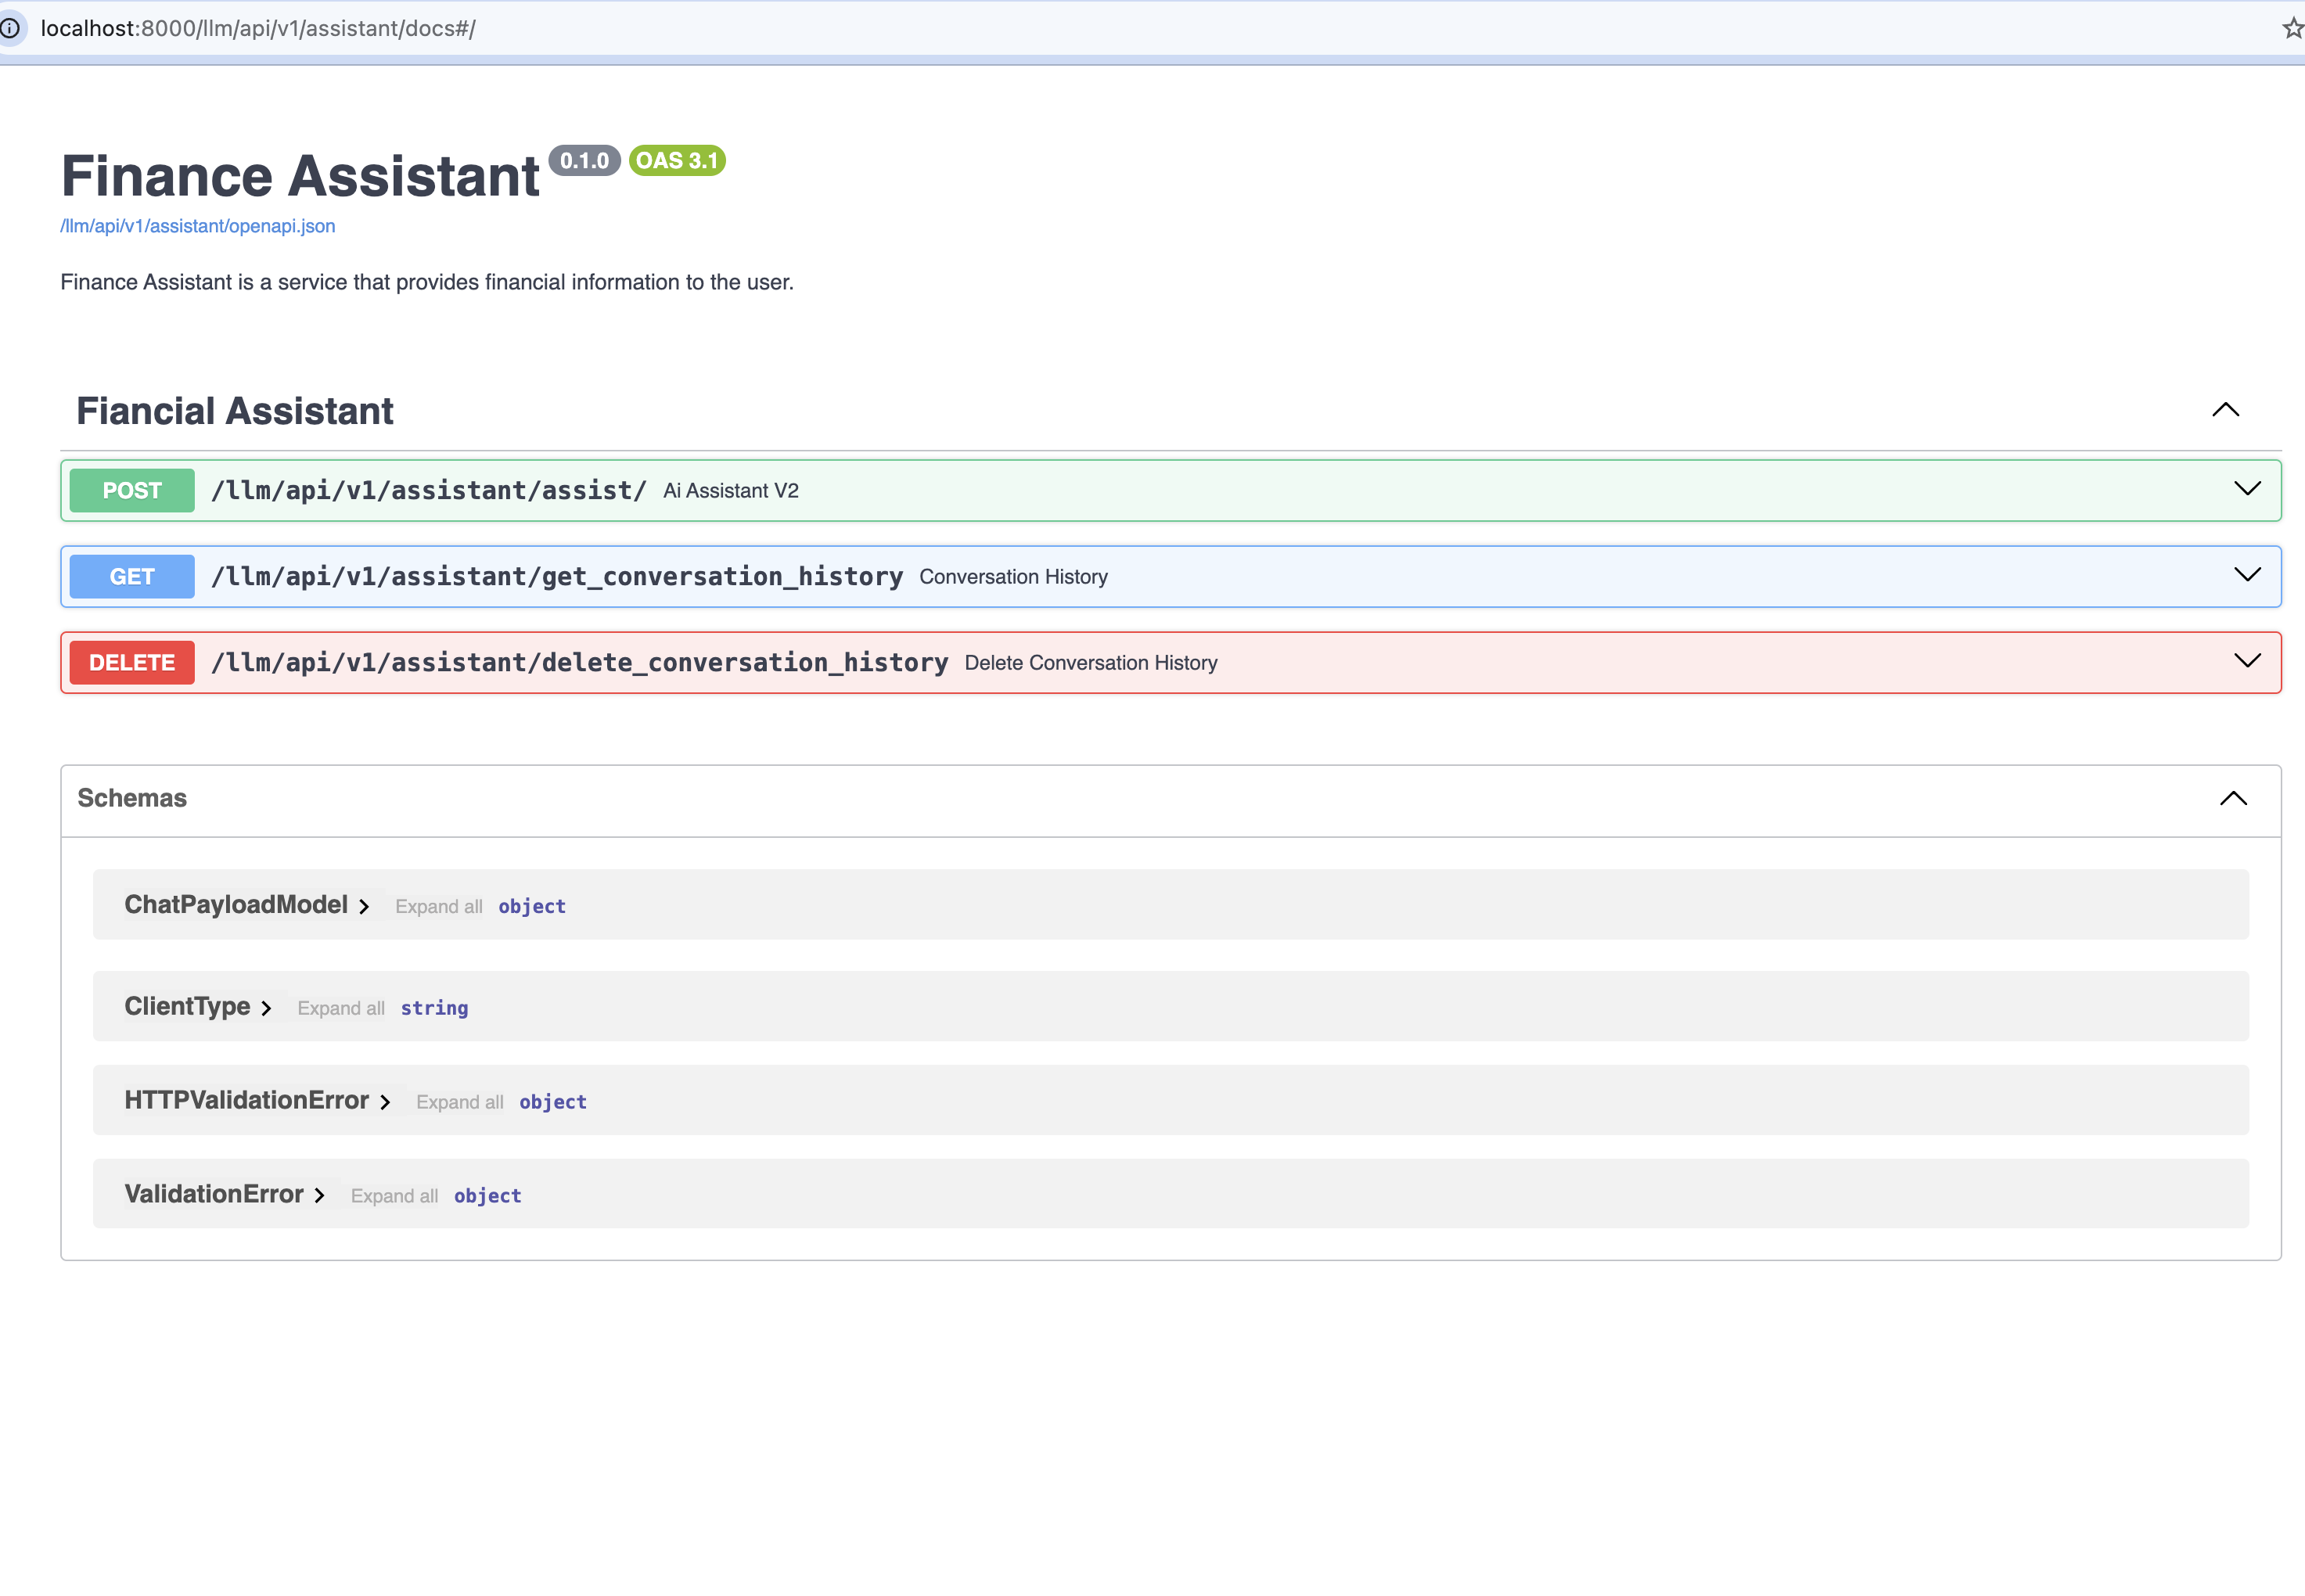 localhost:8000/llm/api/v1/assistant/docs#/
Finance Assistant 0.1.0 OAS 3.1
/llm/api/v1/assistant/openapi.json
Finance Assistant is a service that provides financial information to the user.
Fiancial Assistant
POST /llm/api/v1/assistant/assist/ Ai Assistant V2
GET /llm/api/v1/assistant/get_conversation_history Conversation History
DELETE /llm/api/v1/assistant/delete_conversation_history Delete Conversation History
Schemas
ChatPayloadModel Expand all object
ClientType Expand all string
HTTPValidationError Expand all object
ValidationError Expand all object